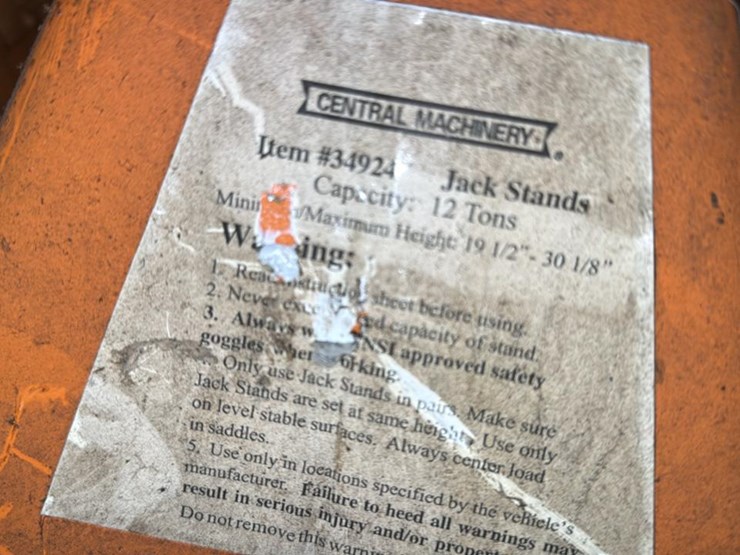 CENTRAL MACHINERY®
Item #34924 Jack Stands
Capacity: 12 Tons
/Maximum Height: 19 1/2"- 30 1/8"
1. Read sheet before using.
2. Never capacity of stand.
3. Always approved safety
goggles
Only use Jack Stands in pairs. Make sure
Jack Stands are set at same height. Use only
on level stable surfaces. Always center load
in saddles.
5. Use only in locations specified by the vehicle's
manufacturer. Failure to heed all warnings may
result in serious injury and/or
Do not remove this